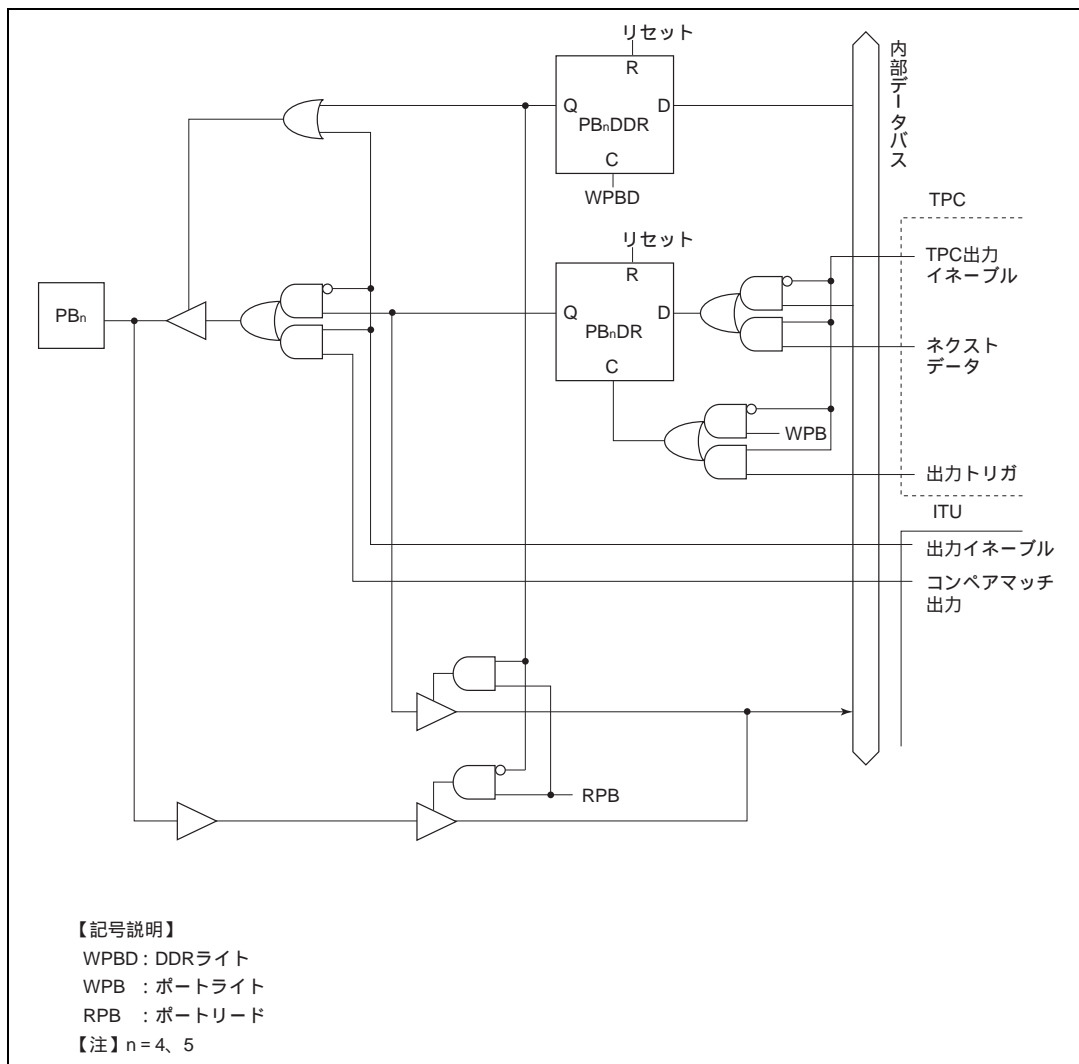 リセット
R
Q
D
PBnDDR
C
WPBD
内部データバス
TPC
リセット
R
TPC出力
イネーブル
PBn
Q
D
PBnDR
ネクスト
データ
C
WPB
出力トリガ
ITU
出力イネーブル
コンペアマッチ
出力
RPB
【記号説明】
WPBD : DDRライト
WPB : ポートライト
RPB : ポートリード
【注】n = 4、5